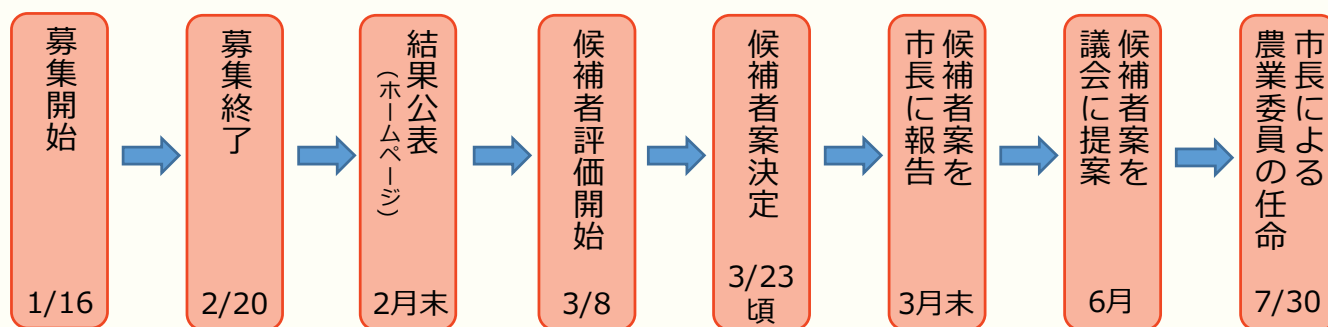 募集開始
1/16
募集終了
2/20
結果公表
(ホームページ)
2月末
候補者評価開始
3/8
候補者案決定
3/23
頃
候補者案を
市長に報告
3月末
候補者案を
議会に提案
6月
市長による
農業委員の任命
7/30